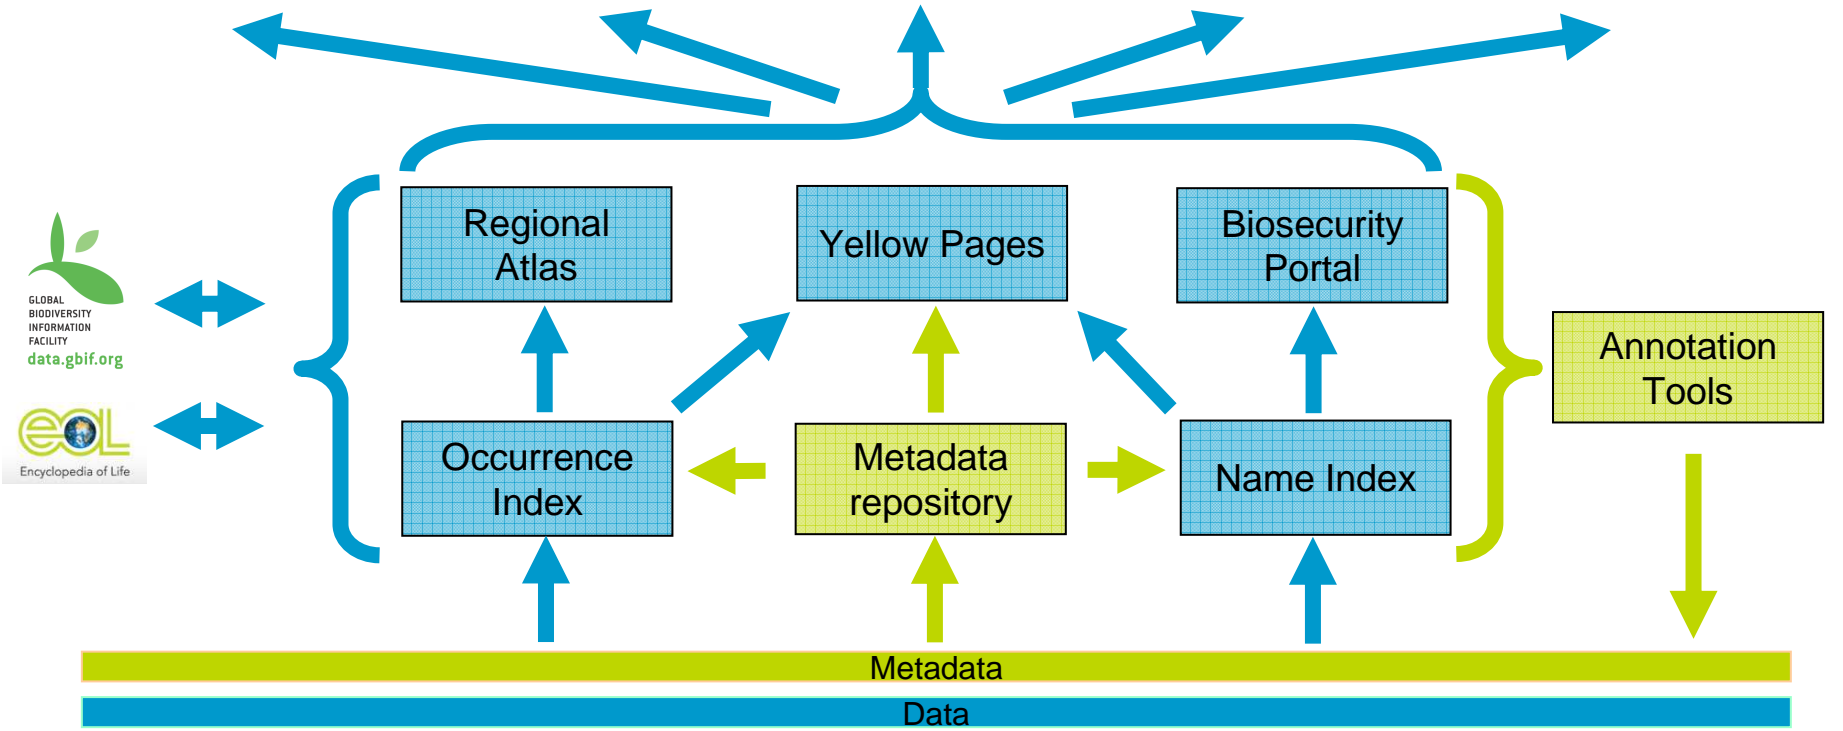 Regional
Atlas
Yellow Pages
Biosecurity
Portal
GLOBAL
BIODIVERSITY
INFORMATION
FACILITY
data.gbif.org
Annotation
Tools
eol
Encyclopedia of Life
Occurrence
Index
Metadata
repository
Name Index
Metadata
Data